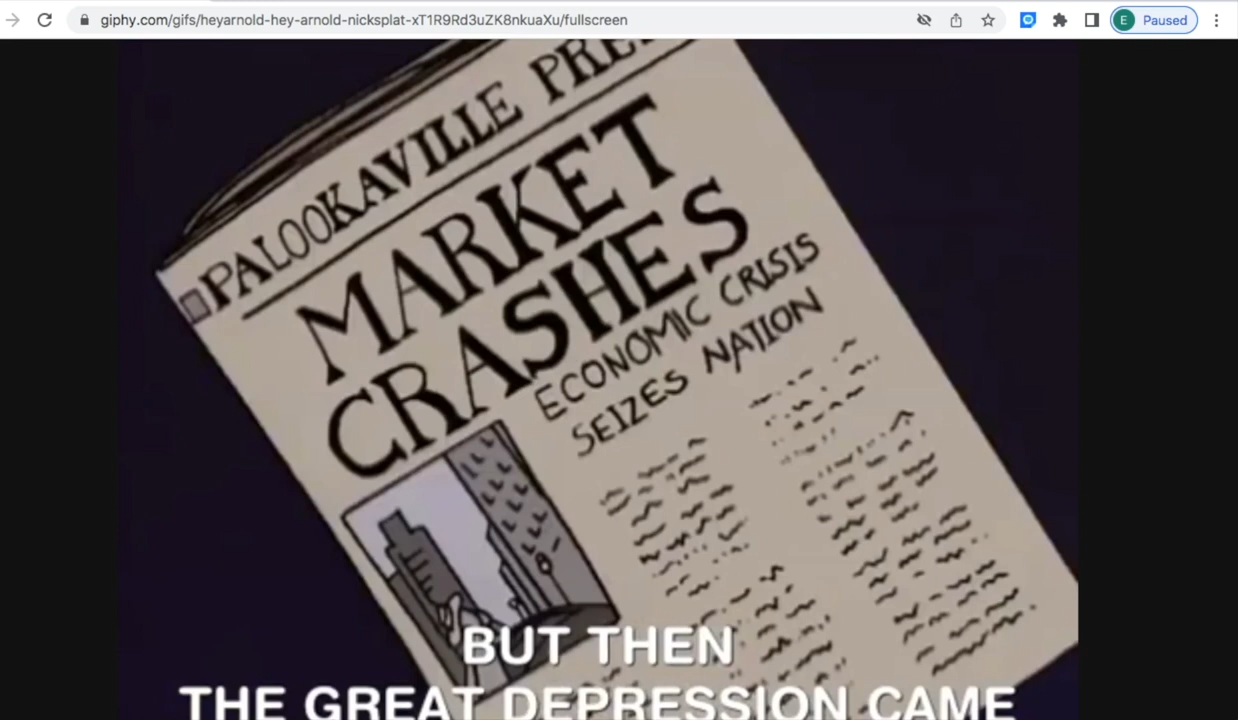 giphy.com/gifs/heyarnold-hey-arnold-nicksplat-xT1R9Rd3uZK8nkuaXu/fullscreen
E Paused
PALOOKAVILLE
MARKET
CRASHES
ECONOMIC CRISIS
SEIZES NATION
BUT THEN
THE GREAT DEPRESSION CAME